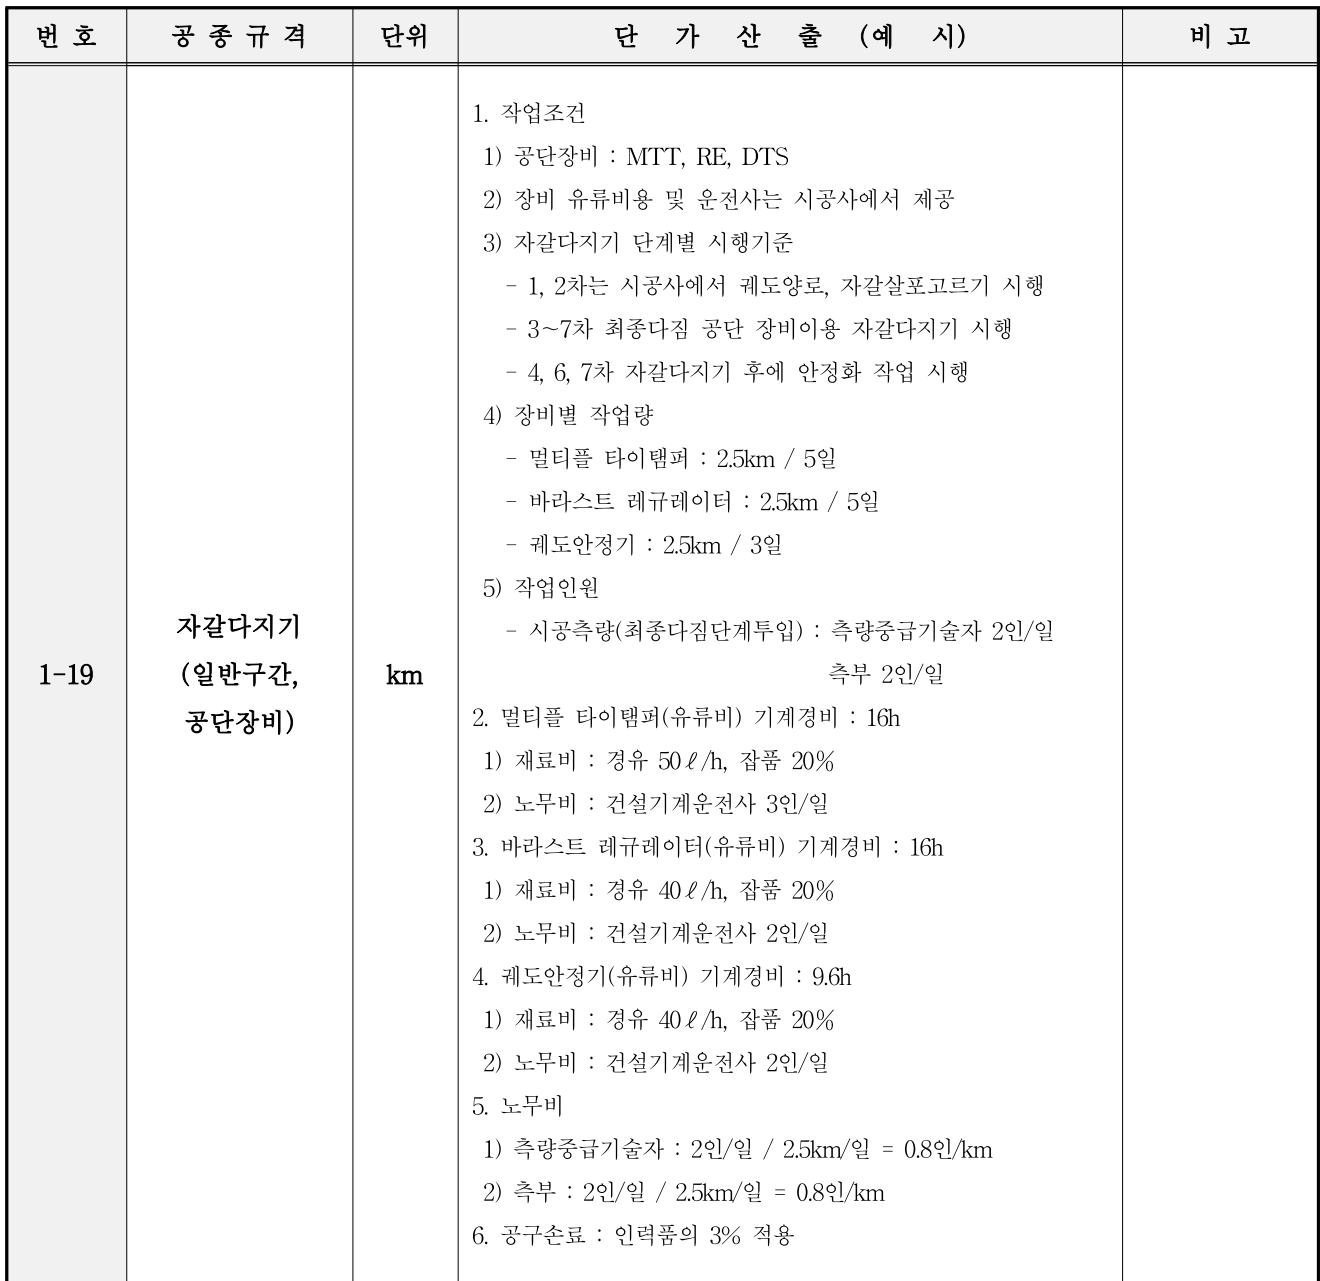 번 호 공 종 규 격 단위 단 가 산 출 (예 시) 비 고
1. 작업조건
1) 공단장비 : MTT, RE, DTS
2) 장비 유류비용 및 운전사는 시공사에서 제공
3) 자갈다지기 단계별 시행기준
- 1, 2차는 시공사에서 궤도양로, 자갈살포고르기 시행
- 3~7차 최종다짐 공단 장비이용 자갈다지기 시행
- 4, 6, 7차 자갈다지기 후에 안정화 작업 시행
4) 장비별 작업량
- 멀티플 타이탬퍼 : 2.5km / 5일
- 바라스트 레규레이터 : 2.5km / 5일
- 궤도안정기 : 2.5km / 3일
5) 작업인원
- 시공측량(최종다짐단계투입) : 측량중급기술자 2인/일
측부 2인/일
1-19
자갈다지기
(일반구간,
공단장비)
km
2. 멀티플 타이탬퍼(유류비) 기계경비 : 16h
1) 재료비 : 경유 50ℓ/h, 잡품 20%
2) 노무비 : 건설기계운전사 3인/일
3. 바라스트 레규레이터(유류비) 기계경비 : 16h
1) 재료비 : 경유 40ℓ/h, 잡품 20%
2) 노무비 : 건설기계운전사 2인/일
4. 궤도안정기(유류비) 기계경비 : 9.6h
1) 재료비 : 경유 40ℓ/h, 잡품 20%
2) 노무비 : 건설기계운전사 2인/일
5. 노무비
1) 측량중급기술자 : 2인/일 / 2.5km/일 = 0.8인/km
2) 측부 : 2인/일 / 2.5km/일 = 0.8인/km
6. 공구손료 : 인력품의 3% 적용